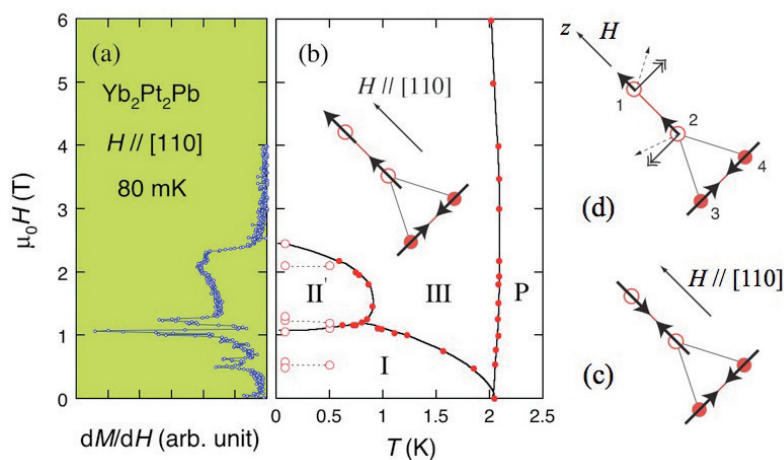 (a)
Yb₂Pt₂Pb
H // [110]
80 mK
μ₀H (T)
6
5
4
3
2
1
0
dM/dH (arb. unit)
(b)
H // [110]
II'
III
P
I
0 0.5 1 1.5 2 2.5
T (K)
z H
1
2
4
3
(d)
H // [110]
(c)